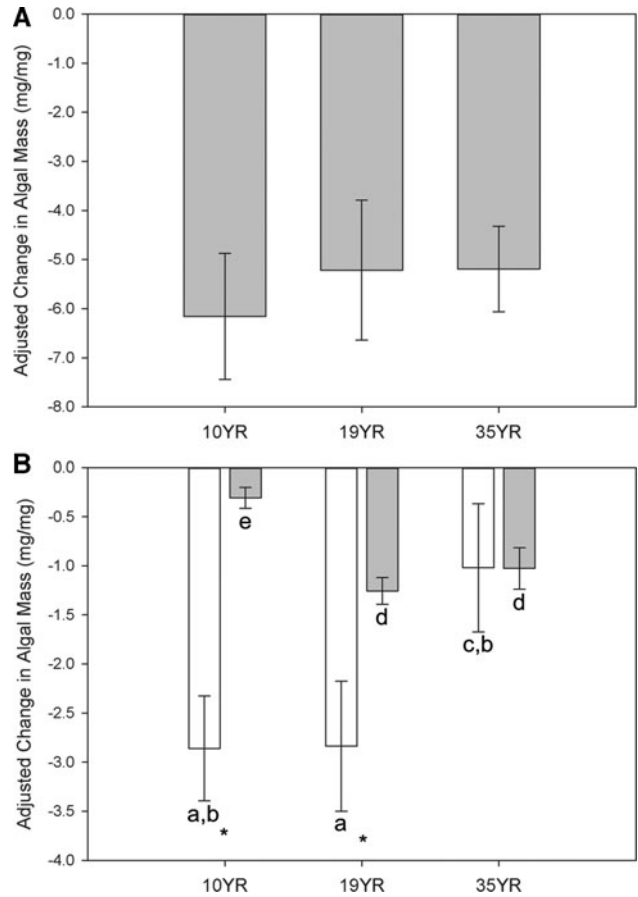 A
Adjusted Change in Algal Mass (mg/mg)
0.0
-1.0
-2.0
-3.0
-4.0
-5.0
-6.0
-7.0
-8.0
10YR 19YR 35YR
B
Adjusted Change in Algal Mass (mg/mg)
0.0
-0.5
-1.0
-1.5
-2.0
-2.5
-3.0
-3.5
-4.0
e
d
c,b d
a,b a
* *
10YR 19YR 35YR